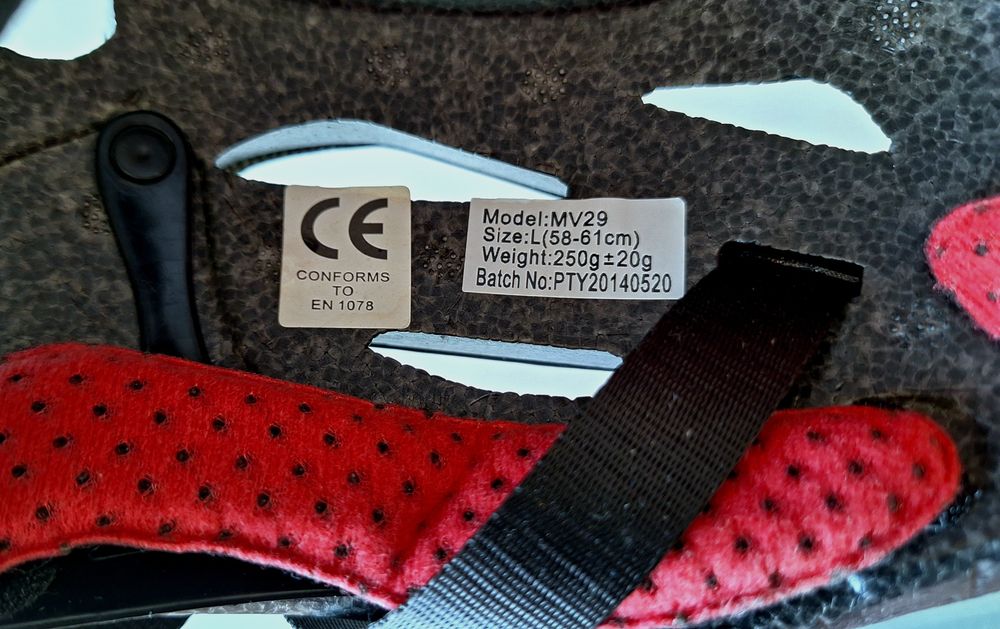 CE
CONFORMS
TO
EN 1078
Model:MV29
Size:L(58-61cm)
Weight:250g±20g
Batch No:PTY20140520